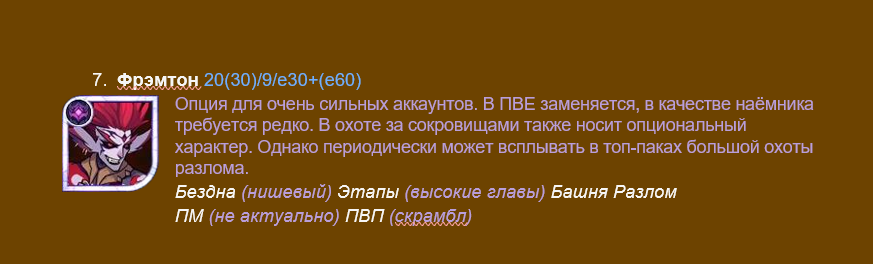 7. Фрэмтон 20(30)/9/e30+(e60)
Опция для очень сильных аккаунтов. В ПВЕ заменяется, в качестве наёмника
требуется редко. В охоте за сокровищами также носит опциональный
характер. Однако периодически может всплывать в топ-паках большой охоты
разлома.
Бездна (нишевый) Этапы (высокие главы) Башня Разлом
ПМ (не актуально) ПВП (скрамбл)